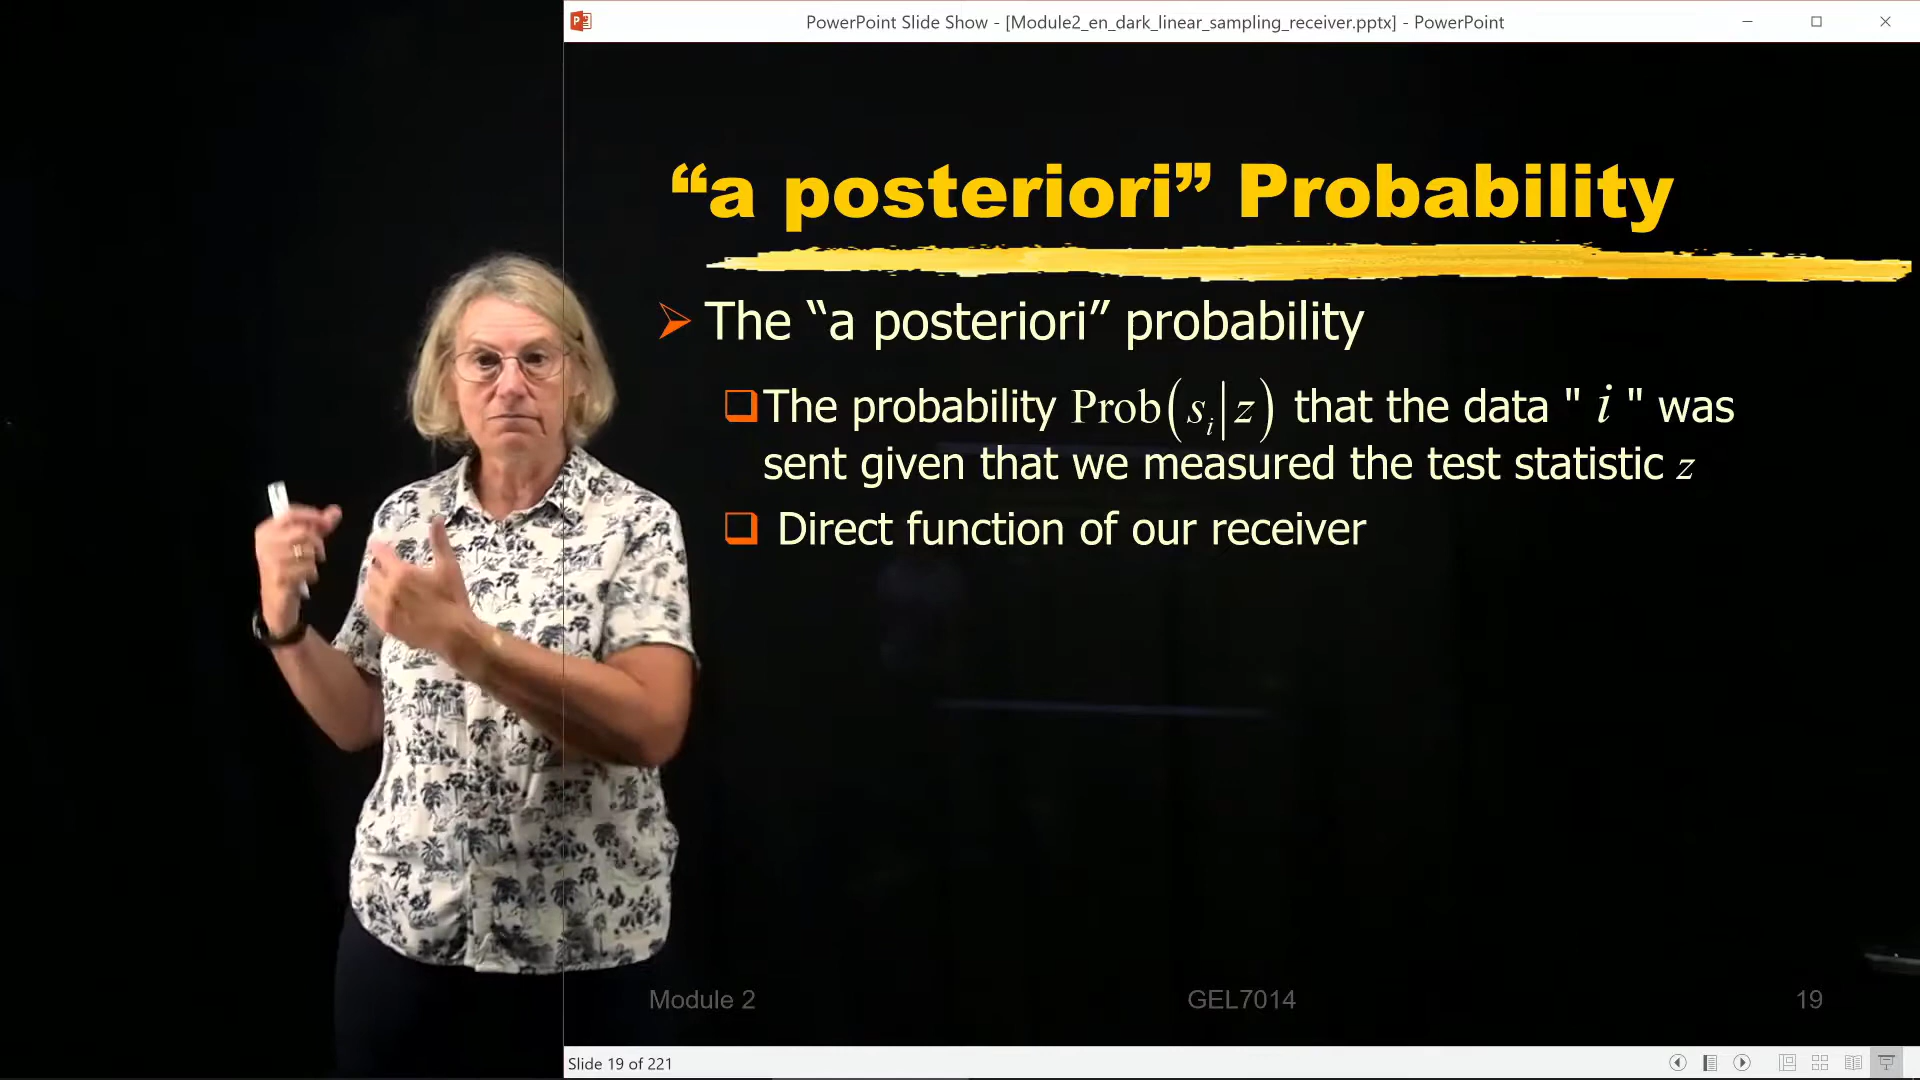 PowerPoint Slide Show - [Module2_en_dark_linear_sampling_receiver.pptx] - PowerPoint
“a posteriori” Probability
The “a posteriori” probability
The probability Prob(sᵢ|z) that the data " i " was
sent given that we measured the test statistic z
Direct function of our receiver
Module 2 GEL7014 19
Slide 19 of 221